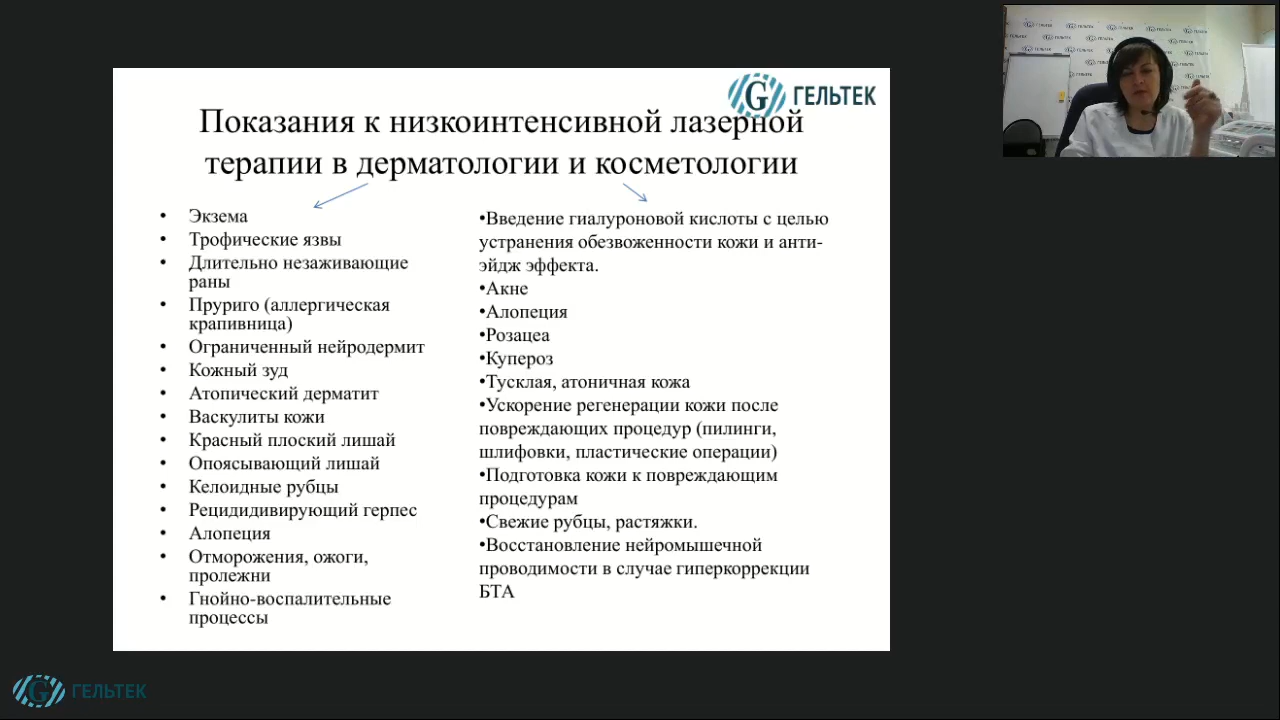 ГЕЛЬТЕК
Показания к низкоинтенсивной лазерной
терапии в дерматологии и косметологии
• Экзема
• Трофические язвы
• Длительно незаживающие
раны
• Пруриго (аллергическая
крапивница)
• Ограниченный нейродермит
• Кожный зуд
• Атопический дерматит
• Васкулиты кожи
• Красный плоский лишай
• Опоясывающий лишай
• Келоидные рубцы
• Рецидидивирующий герпес
• Алопеция
• Отморожения, ожоги,
пролежни
• Гнойно-воспалительные
процессы
•Введение гиалуроновой кислоты с целью
устранения обезвоженности кожи и анти-
эйдж эффекта.
•Акне
•Алопеция
•Розацеа
•Купероз
•Тусклая, атоничная кожа
•Ускорение регенерации кожи после
повреждающих процедур (пилинги,
шлифовки, пластические операции)
•Подготовка кожи к повреждающим
процедурам
•Свежие рубцы, растяжки.
•Восстановление нейромышечной
проводимости в случае гиперкоррекции
БТА
ГЕЛЬТЕК